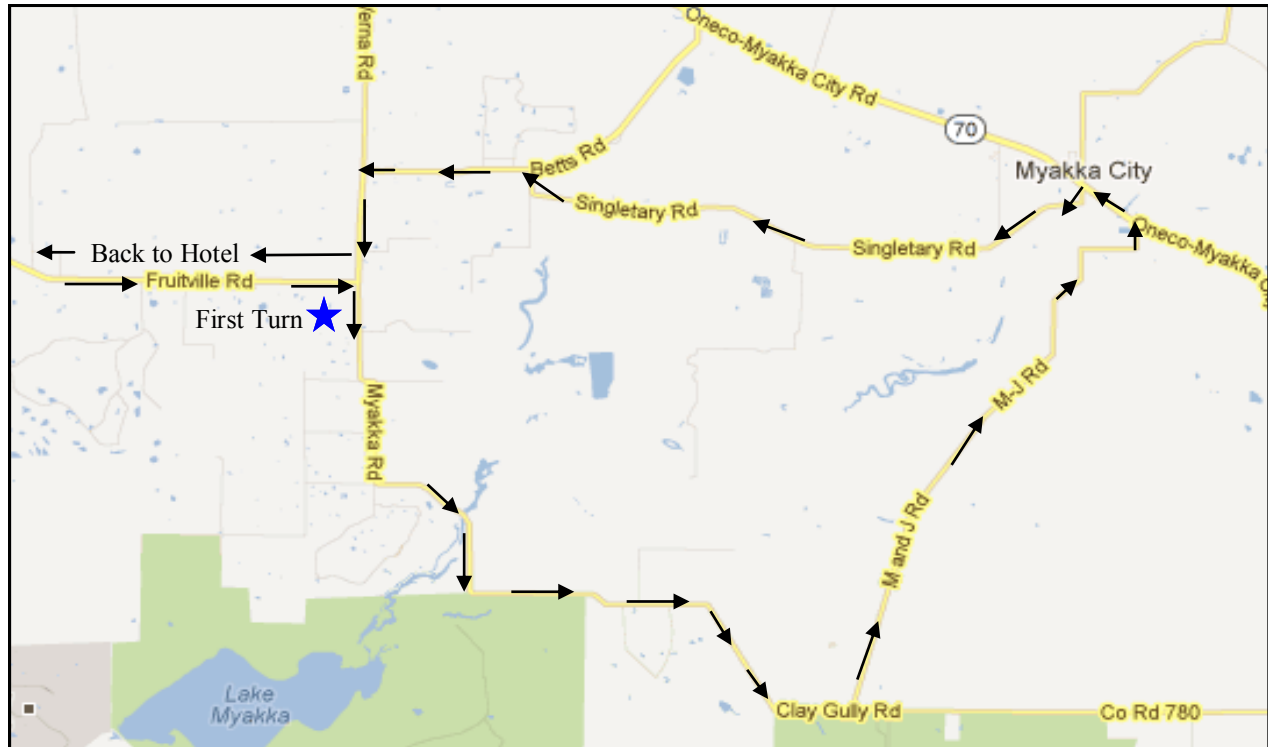 Verna Rd
Oneco-Myakka City Rd
70
Betts Rd
Myakka City
Singletary Rd
Singletary Rd
Oneco-Myakka City
Back to Hotel
Fruitville Rd
First Turn
M-J Rd
Myakka Rd
M and J Rd
Lake
Myakka
Clay Gully Rd
Co Rd 780